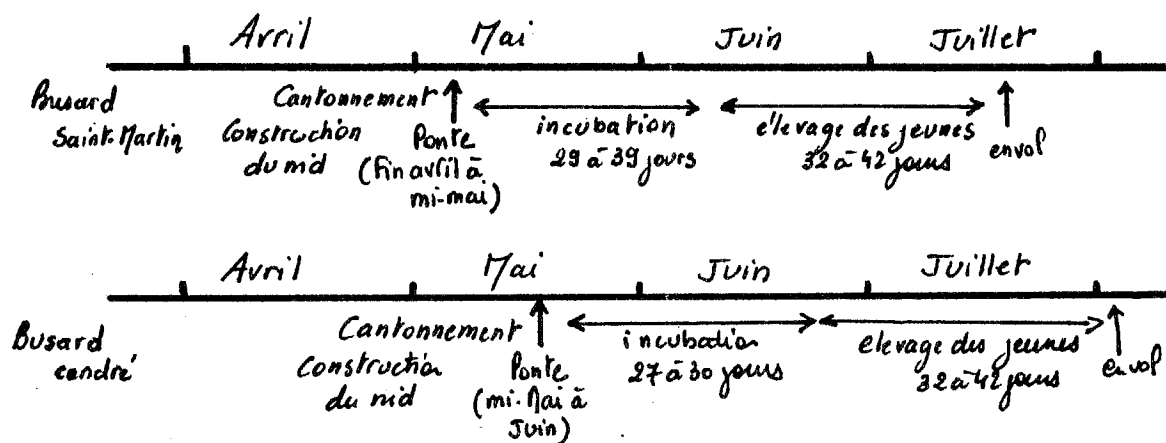 Avril Mai Juin Juillet
Busard Saint-Martin
Cantonnement
Construction du nid
Ponte (Fin avril à mi-mai)
incubation
29 à 39 jours
élevage des jeunes
32 à 42 jours
envol
Avril Mai Juin Juillet
Busard cendré
Cantonnement
Construction du nid
Ponte (mi-Mai à Juin)
incubation
27 à 30 jours
elevage des jeunes
32 à 42 jours
envol